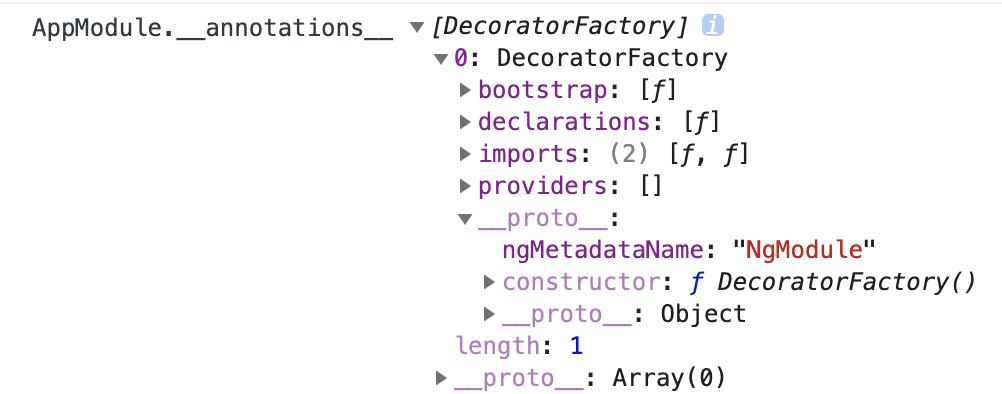 AppModule.__annotations__ ▼[DecoratorFactory] i
▼0: DecoratorFactory
▶bootstrap: [ƒ]
▶declarations: [ƒ]
▶imports: (2) [ƒ, ƒ]
▶providers: []
▼__proto__:
ngMetadataName: "NgModule"
▶constructor: ƒ DecoratorFactory()
▶__proto__: Object
length: 1
▶__proto__: Array(0)